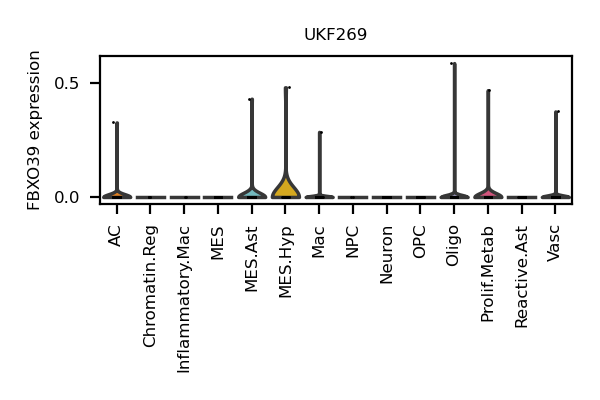 UKF269
FBXO39 expression
0.5
0.0
AC
Chromatin.Reg
Inflammatory.Mac
MES
MES.Ast
MES.Hyp
Mac
NPC
Neuron
OPC
Oligo
Prolif.Metab
Reactive.Ast
Vasc